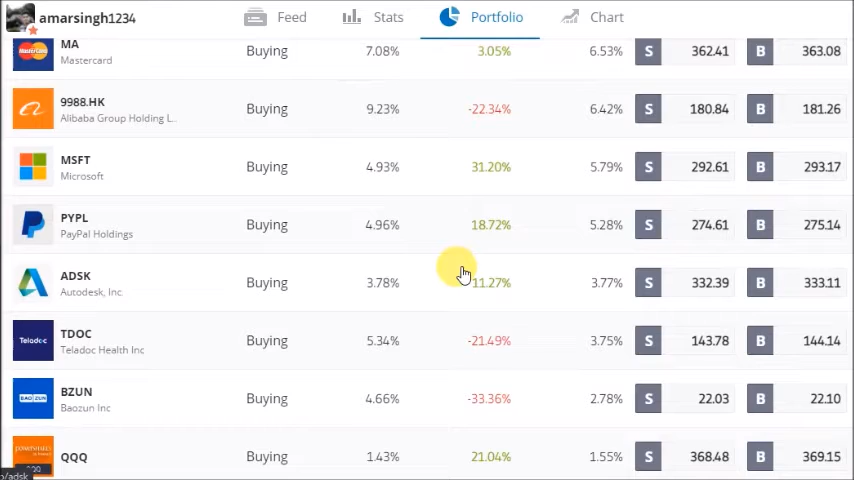 amarsingh1234 Feed Stats Portfolio Chart
MA Mastercard Buying 7.08% 3.05% 6.53% S 362.41 B 363.08
9988.HK Alibaba Group Holding L.. Buying 9.23% -22.34% 6.42% S 180.84 B 181.26
MSFT Microsoft Buying 4.93% 31.20% 5.79% S 292.61 B 293.17
PYPL PayPal Holdings Buying 4.96% 18.72% 5.28% S 274.61 B 275.14
ADSK Autodesk, Inc Buying 3.78% 11.27% 3.77% S 332.39 B 333.11
Teladoc TDOC Teladoc Health Inc Buying 5.34% -21.49% 3.75% S 143.78 B 144.14
BAOZUN BZUN Baozun Inc Buying 4.66% -33.36% 2.78% S 22.03 B 22.10
QQQ QQQ Buying 1.43% 21.04% 1.55% S 368.48 B 369.15